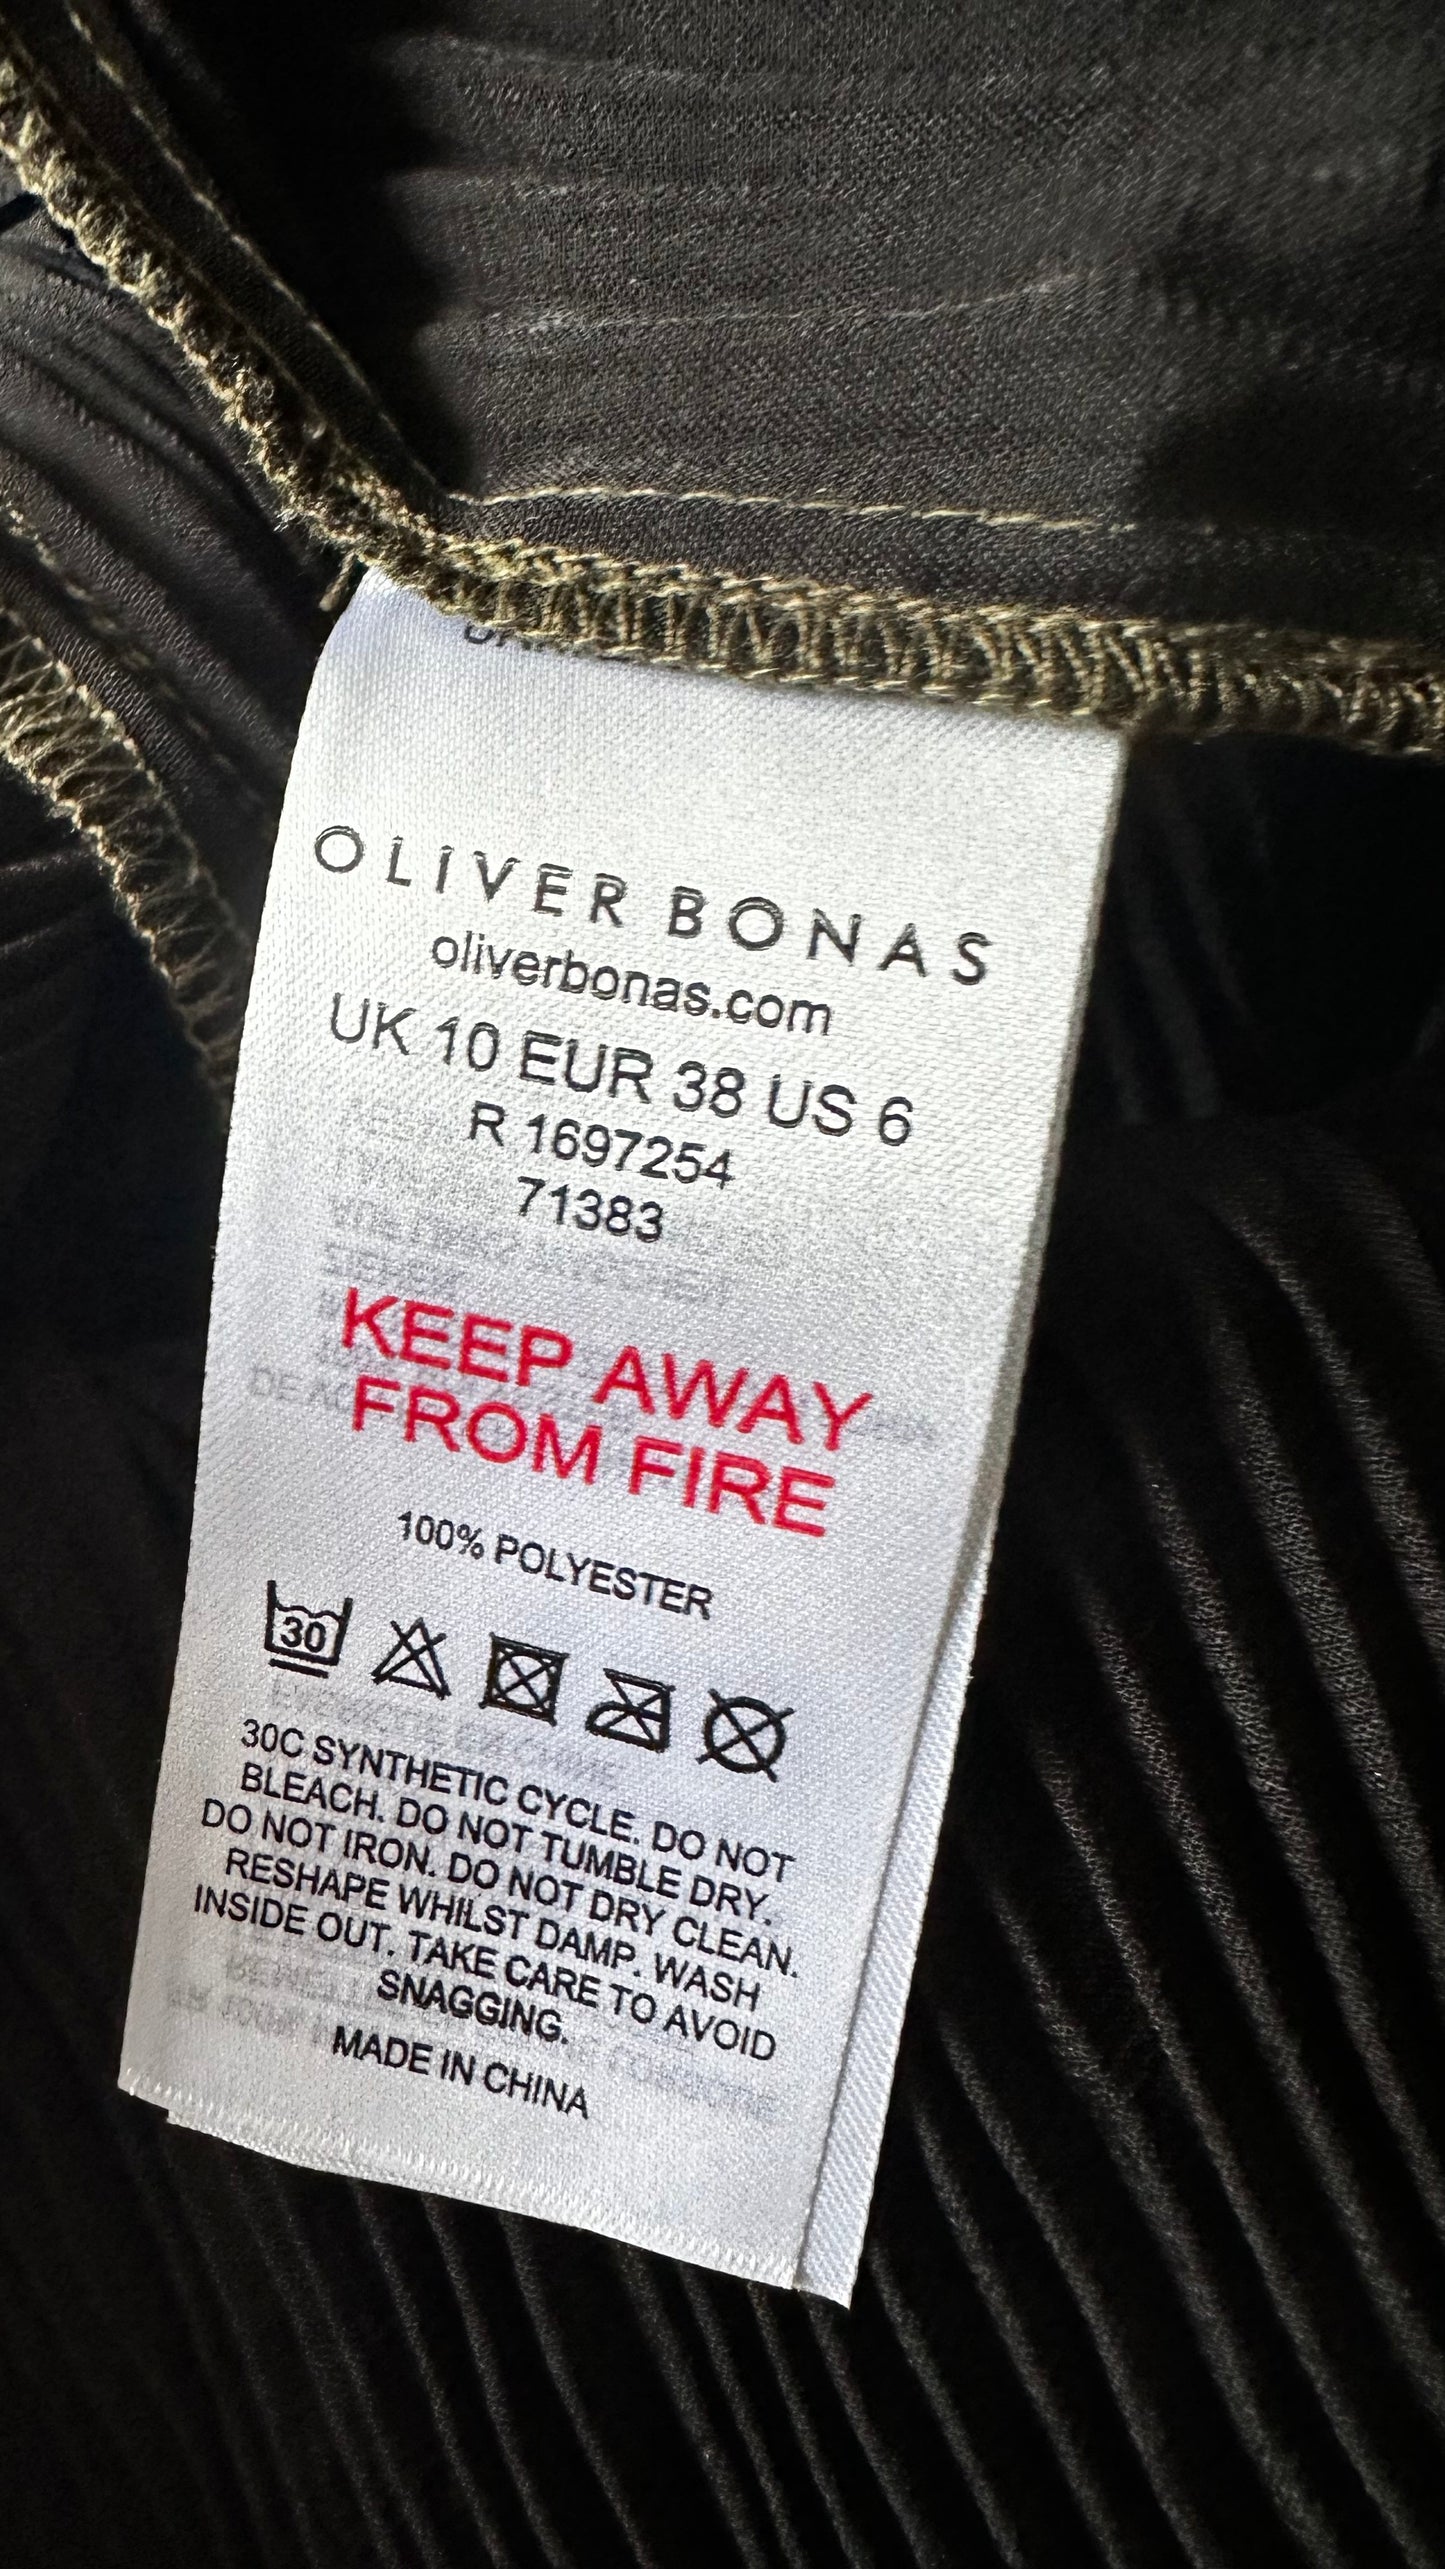 OLIVER BONAS
oliverbonas.com
UK 10 EUR 38 US 6
R 1697254
71383
KEEP AWAY
FROM FIRE
100% POLYESTER
30
30C SYNTHETIC CYCLE. DO NOT
BLEACH. DO NOT TUMBLE DRY.
DO NOT IRON. DO NOT DRY CLEAN.
RESHAPE WHILST DAMP. WASH
INSIDE OUT. TAKE CARE TO AVOID
SNAGGING.
MADE IN CHINA